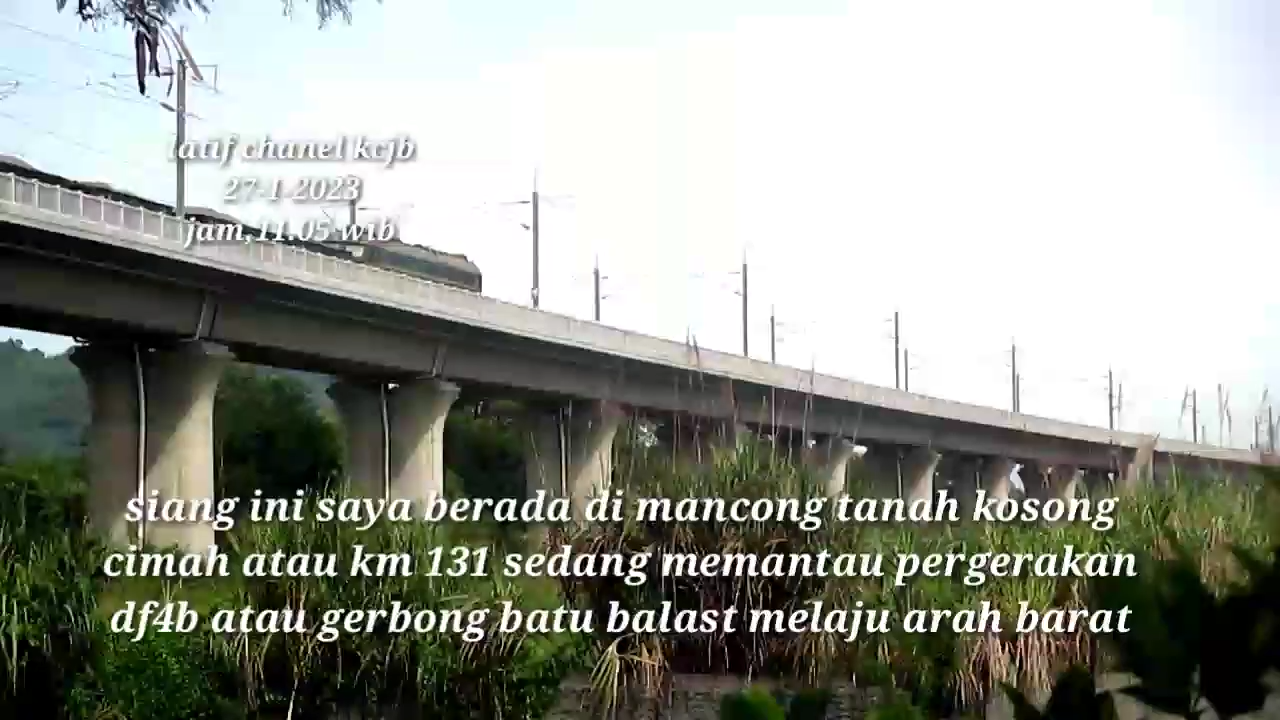 latif chanel kcjb
27-1.2023
jam,11.05 wib
siang ini saya berada di mancong tanah kosong
cimah atau km 131 sedang memantau pergerakan
df4b atau gerbong batu balast melaju arah barat